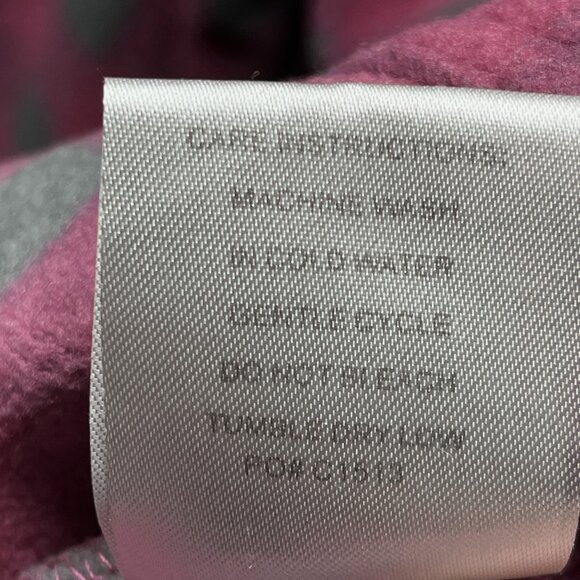 CARE INSTRUCTIONS:
MACHINE WASH
IN COLD WATER
GENTLE CYCLE
DO NOT BLEACH
TUMBLE DRY LOW
PO# C1513